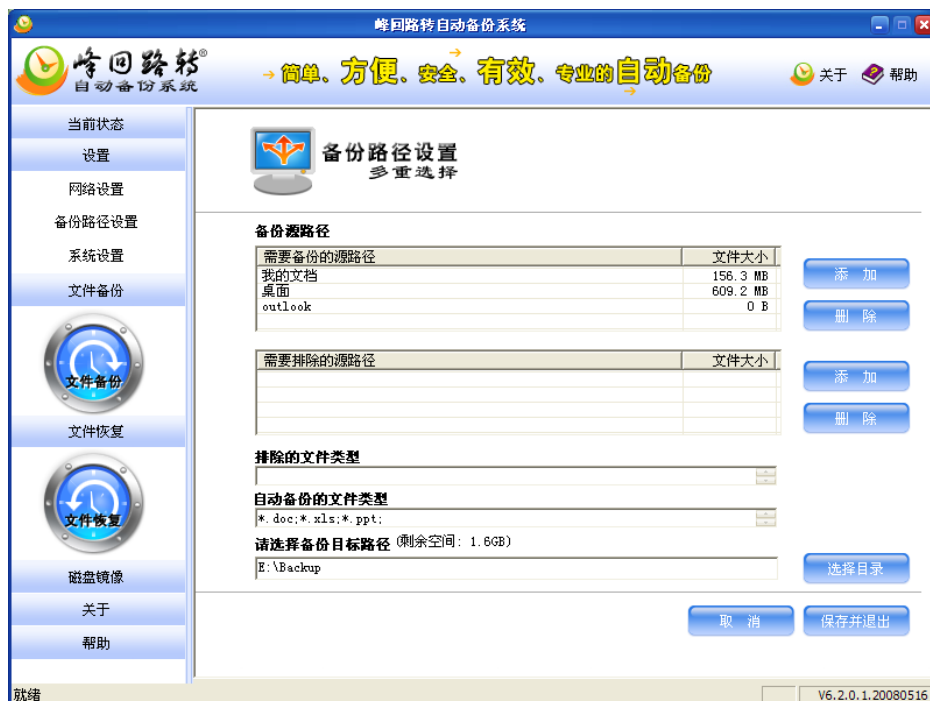 峰回路转自动备份系统
峰回路转®
自动备份系统
简单、方便、安全、有效、专业的自动备份
关于 帮助
当前状态
设置
网络设置
备份路径设置
系统设置
文件备份
文件备份
文件恢复
文件恢复
磁盘镜像
关于
帮助
备份路径设置
多重选择
备份源路径
需要备份的源路径 文件大小
我的文档 156.3 MB
桌面 609.2 MB
outlook 0 B
添 加
删 除
需要排除的源路径 文件大小
添 加
删 除
排除的文件类型
自动备份的文件类型
*.doc;*.xls;*.ppt;
请选择备份目标路径 (剩余空间: 1.6GB)
E:\Backup
选择目录
取 消 保存并退出
就绪 V6.2.0.1.20080516